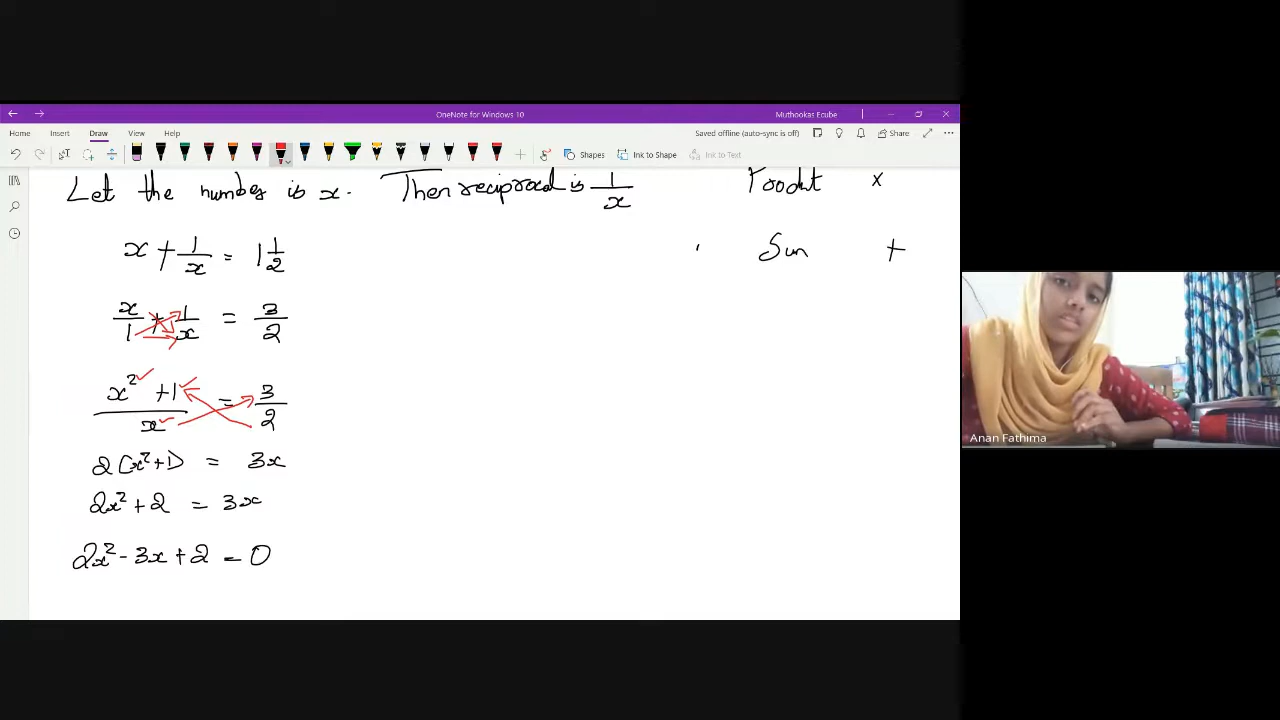 OneNote for Windows 10
Muthookas Ecube
Home Insert Draw View Help
Saved offline (auto-sync is off)
Share
Shapes
Ink to Shape
Ink to Text
Let the number is x. Then reciprocal is 1/x
Product x
x + 1/x = 1 1/2
Sum +
x/1 + 1/x = 3/2
x² + 1 / x = 3/2
2(x²+1) = 3x
2x² + 2 = 3x
2x² - 3x + 2 = 0
Anan Fathima